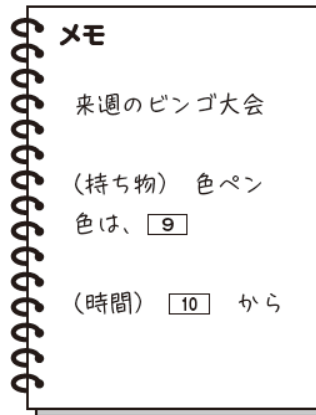 メモ
来週のビンゴ大会
(持ち物) 色ペン
色は、 9
(時間) 10 から